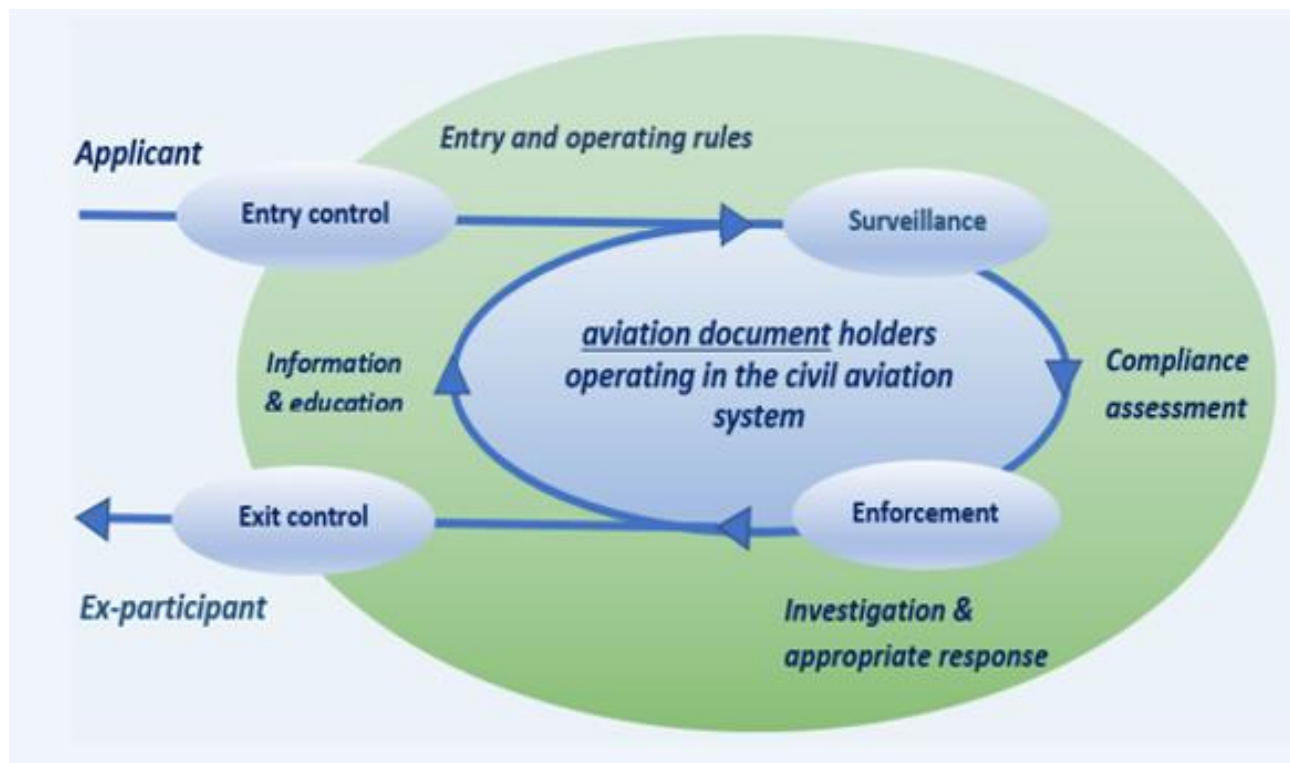 Applicant
Entry and operating rules
Entry control
Surveillance
aviation document holders
operating in the civil aviation
system
Information
& education
Compliance
assessment
Exit control
Enforcement
Ex-participant
Investigation &
appropriate response